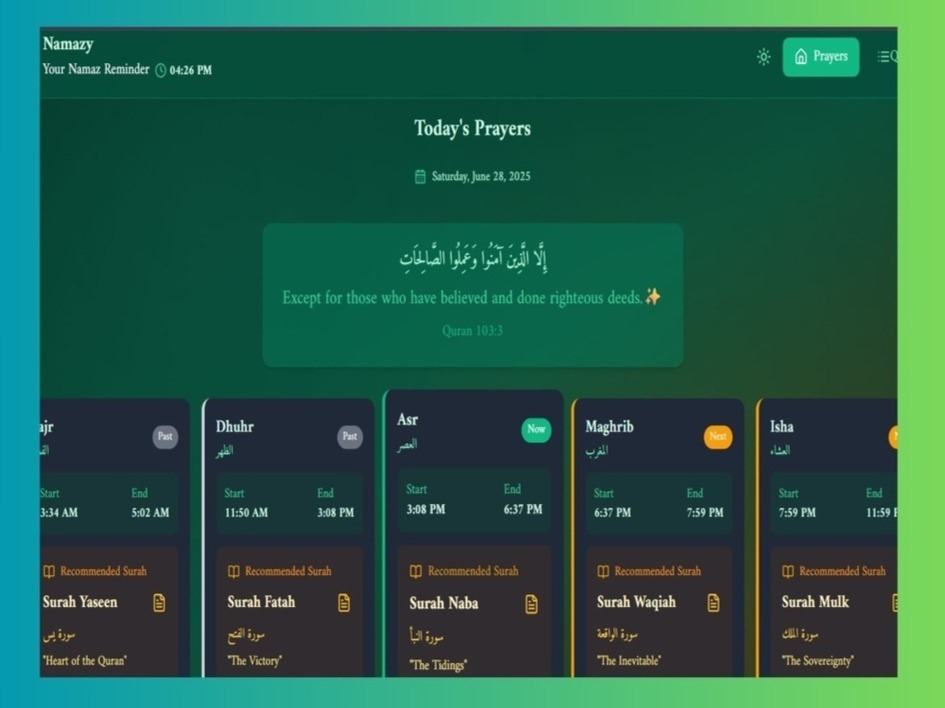 Namazy
Your Namaz Reminder 04:26 PM
Prayers
Today's Prayers
Saturday, June 28, 2025
إِلَّا الَّذِينَ آمَنُوا وَعَمِلُوا الصَّالِحَاتِ
Except for those who have believed and done righteous deeds.✨
Quran 103:3
ajr
Past
Start End
3:34 AM 5:02 AM
Recommended Surah
Surah Yaseen
سورة يس
"Heart of the Quran"
Dhuhr
Past
الظهر
Start End
11:50 AM 3:08 PM
Recommended Surah
Surah Fatah
سورة الفتح
"The Victory"
Asr
Now
العصر
Start End
3:08 PM 6:37 PM
Recommended Surah
Surah Naba
سورة النبأ
"The Tidings"
Maghrib
Next
المغرب
Start End
6:37 PM 7:59 PM
Recommended Surah
Surah Waqiah
سورة الواقعة
"The Inevitable"
Isha
العشاء
Start End
7:59 PM 11:59
Recommended Surah
Surah Mulk
سورة الملك
"The Sovereignty"